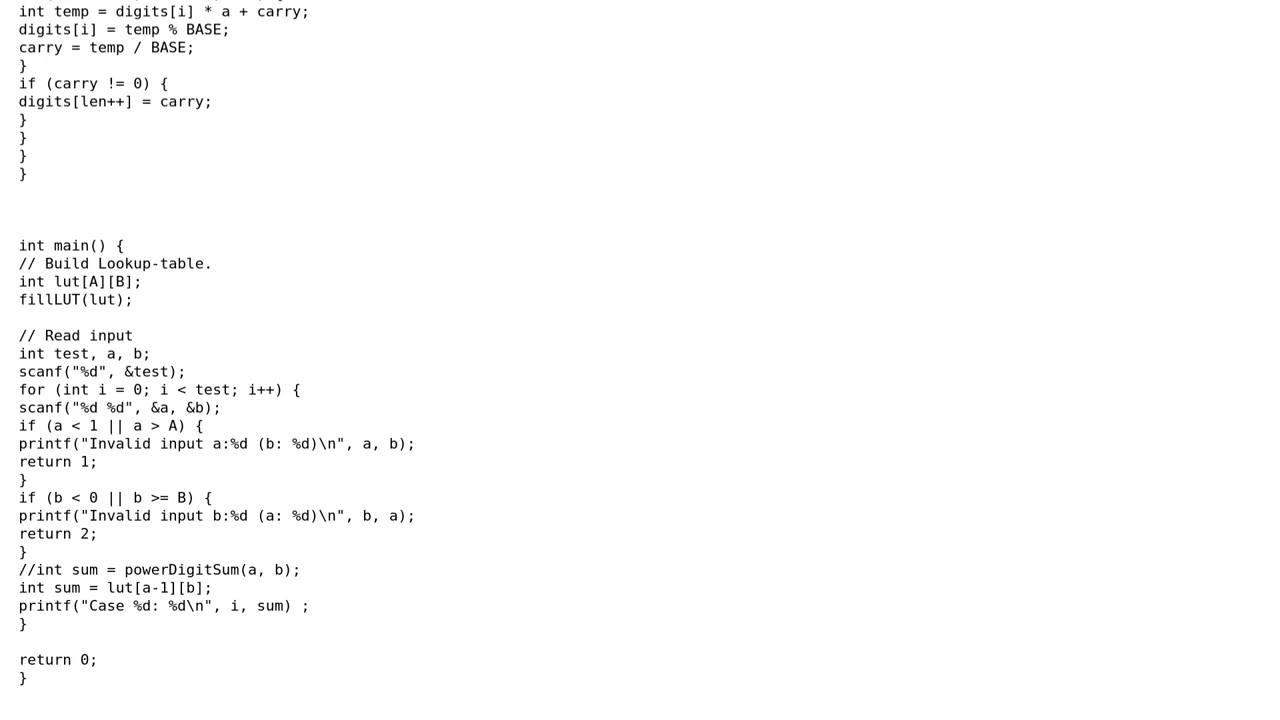 int temp = digits[i] * a + carry;
digits[i] = temp % BASE;
carry = temp / BASE;
}
if (carry != 0) {
digits[len++] = carry;
}
}
}
}
int main() {
// Build Lookup-table.
int lut[A][B];
fillLUT(lut);
// Read input
int test, a, b;
scanf("%d", &test);
for (int i = 0; i < test; i++) {
scanf("%d %d", &a, &b);
if (a < 1 || a > A) {
printf("Invalid input a:%d (b: %d)\n", a, b);
return 1;
}
if (b < 0 || b >= B) {
printf("Invalid input b:%d (a: %d)\n", b, a);
return 2;
}
//int sum = powerDigitSum(a, b);
int sum = lut[a-1][b];
printf("Case %d: %d\n", i, sum) ;
}
return 0;
}